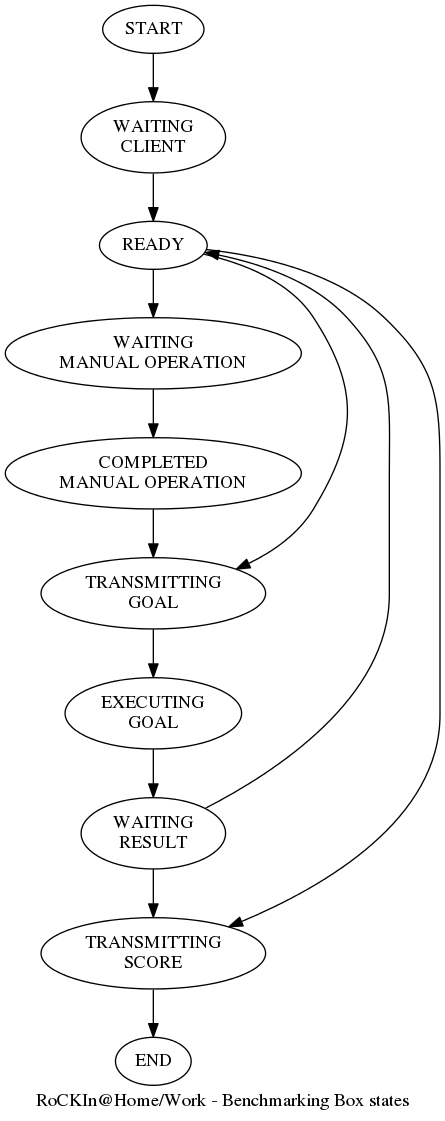 START
WAITING
CLIENT
READY
WAITING
MANUAL OPERATION
COMPLETED
MANUAL OPERATION
TRANSMITTING
GOAL
EXECUTING
GOAL
WAITING
RESULT
TRANSMITTING
SCORE
END
RoCKIn@Home/Work - Benchmarking Box states